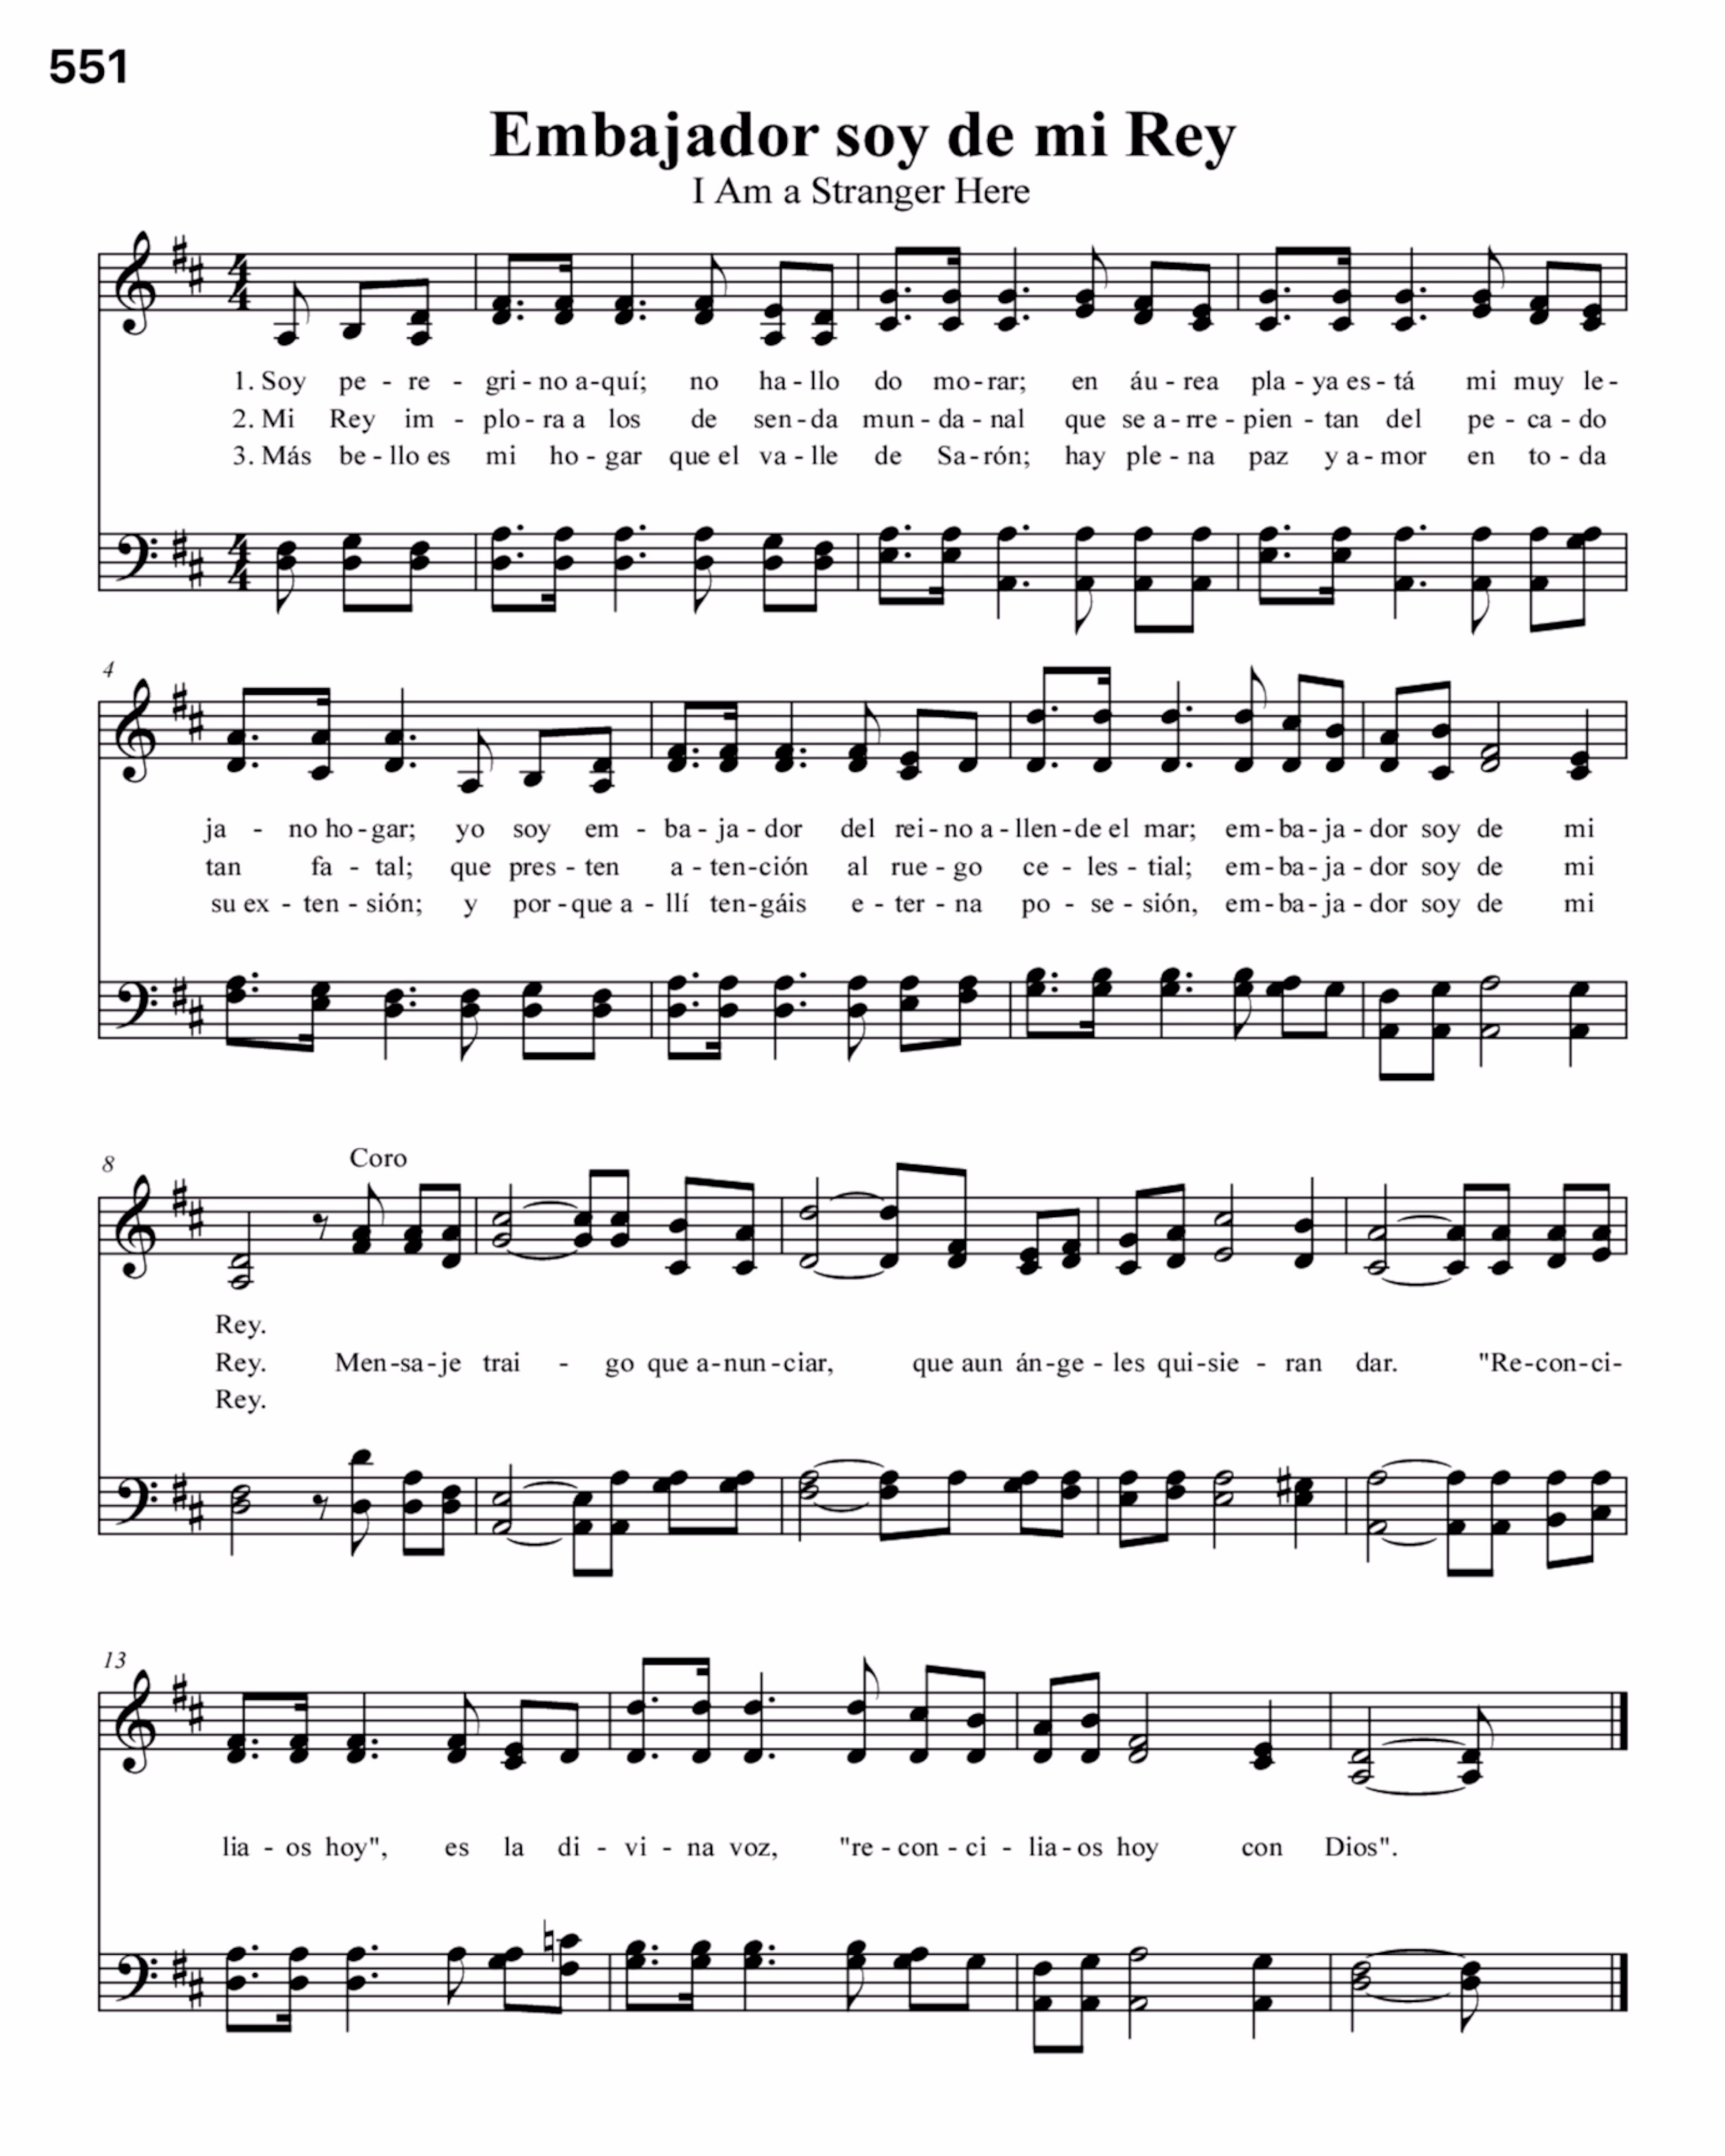 551
Embajador soy de mi Rey
I Am a Stranger Here
1. Soy pe - re - gri - no a - quí; no ha - llo do mo - rar; en áu - rea pla - ya es - tá mi muy le -
2. Mi Rey im - plo - ra a los de sen - da mun - da - nal que se a - rre - pien - tan del pe - ca - do
3. Más be - llo es mi ho - gar que el va - lle de Sa - rón; hay ple - na paz y a - mor en to - da
4
ja - no ho - gar; yo soy em - ba - ja - dor del rei - no a - llen - de el mar; em - ba - ja - dor soy de mi
tan fa - tal; que pres - ten a - ten - ción al rue - go ce - les - tial; em - ba - ja - dor soy de mi
su ex - ten - sión; y por - que a - llí ten - gáis e - ter - na po - se - sión, em - ba - ja - dor soy de mi
8
Coro
Rey.
Rey. Men - sa - je trai - go que a - nun - ciar, que aun án - ge - les qui - sie - ran dar. "Re - con - ci -
Rey.
13
lia - os hoy", es la di - vi - na voz, "re - con - ci - lia - os hoy con Dios".